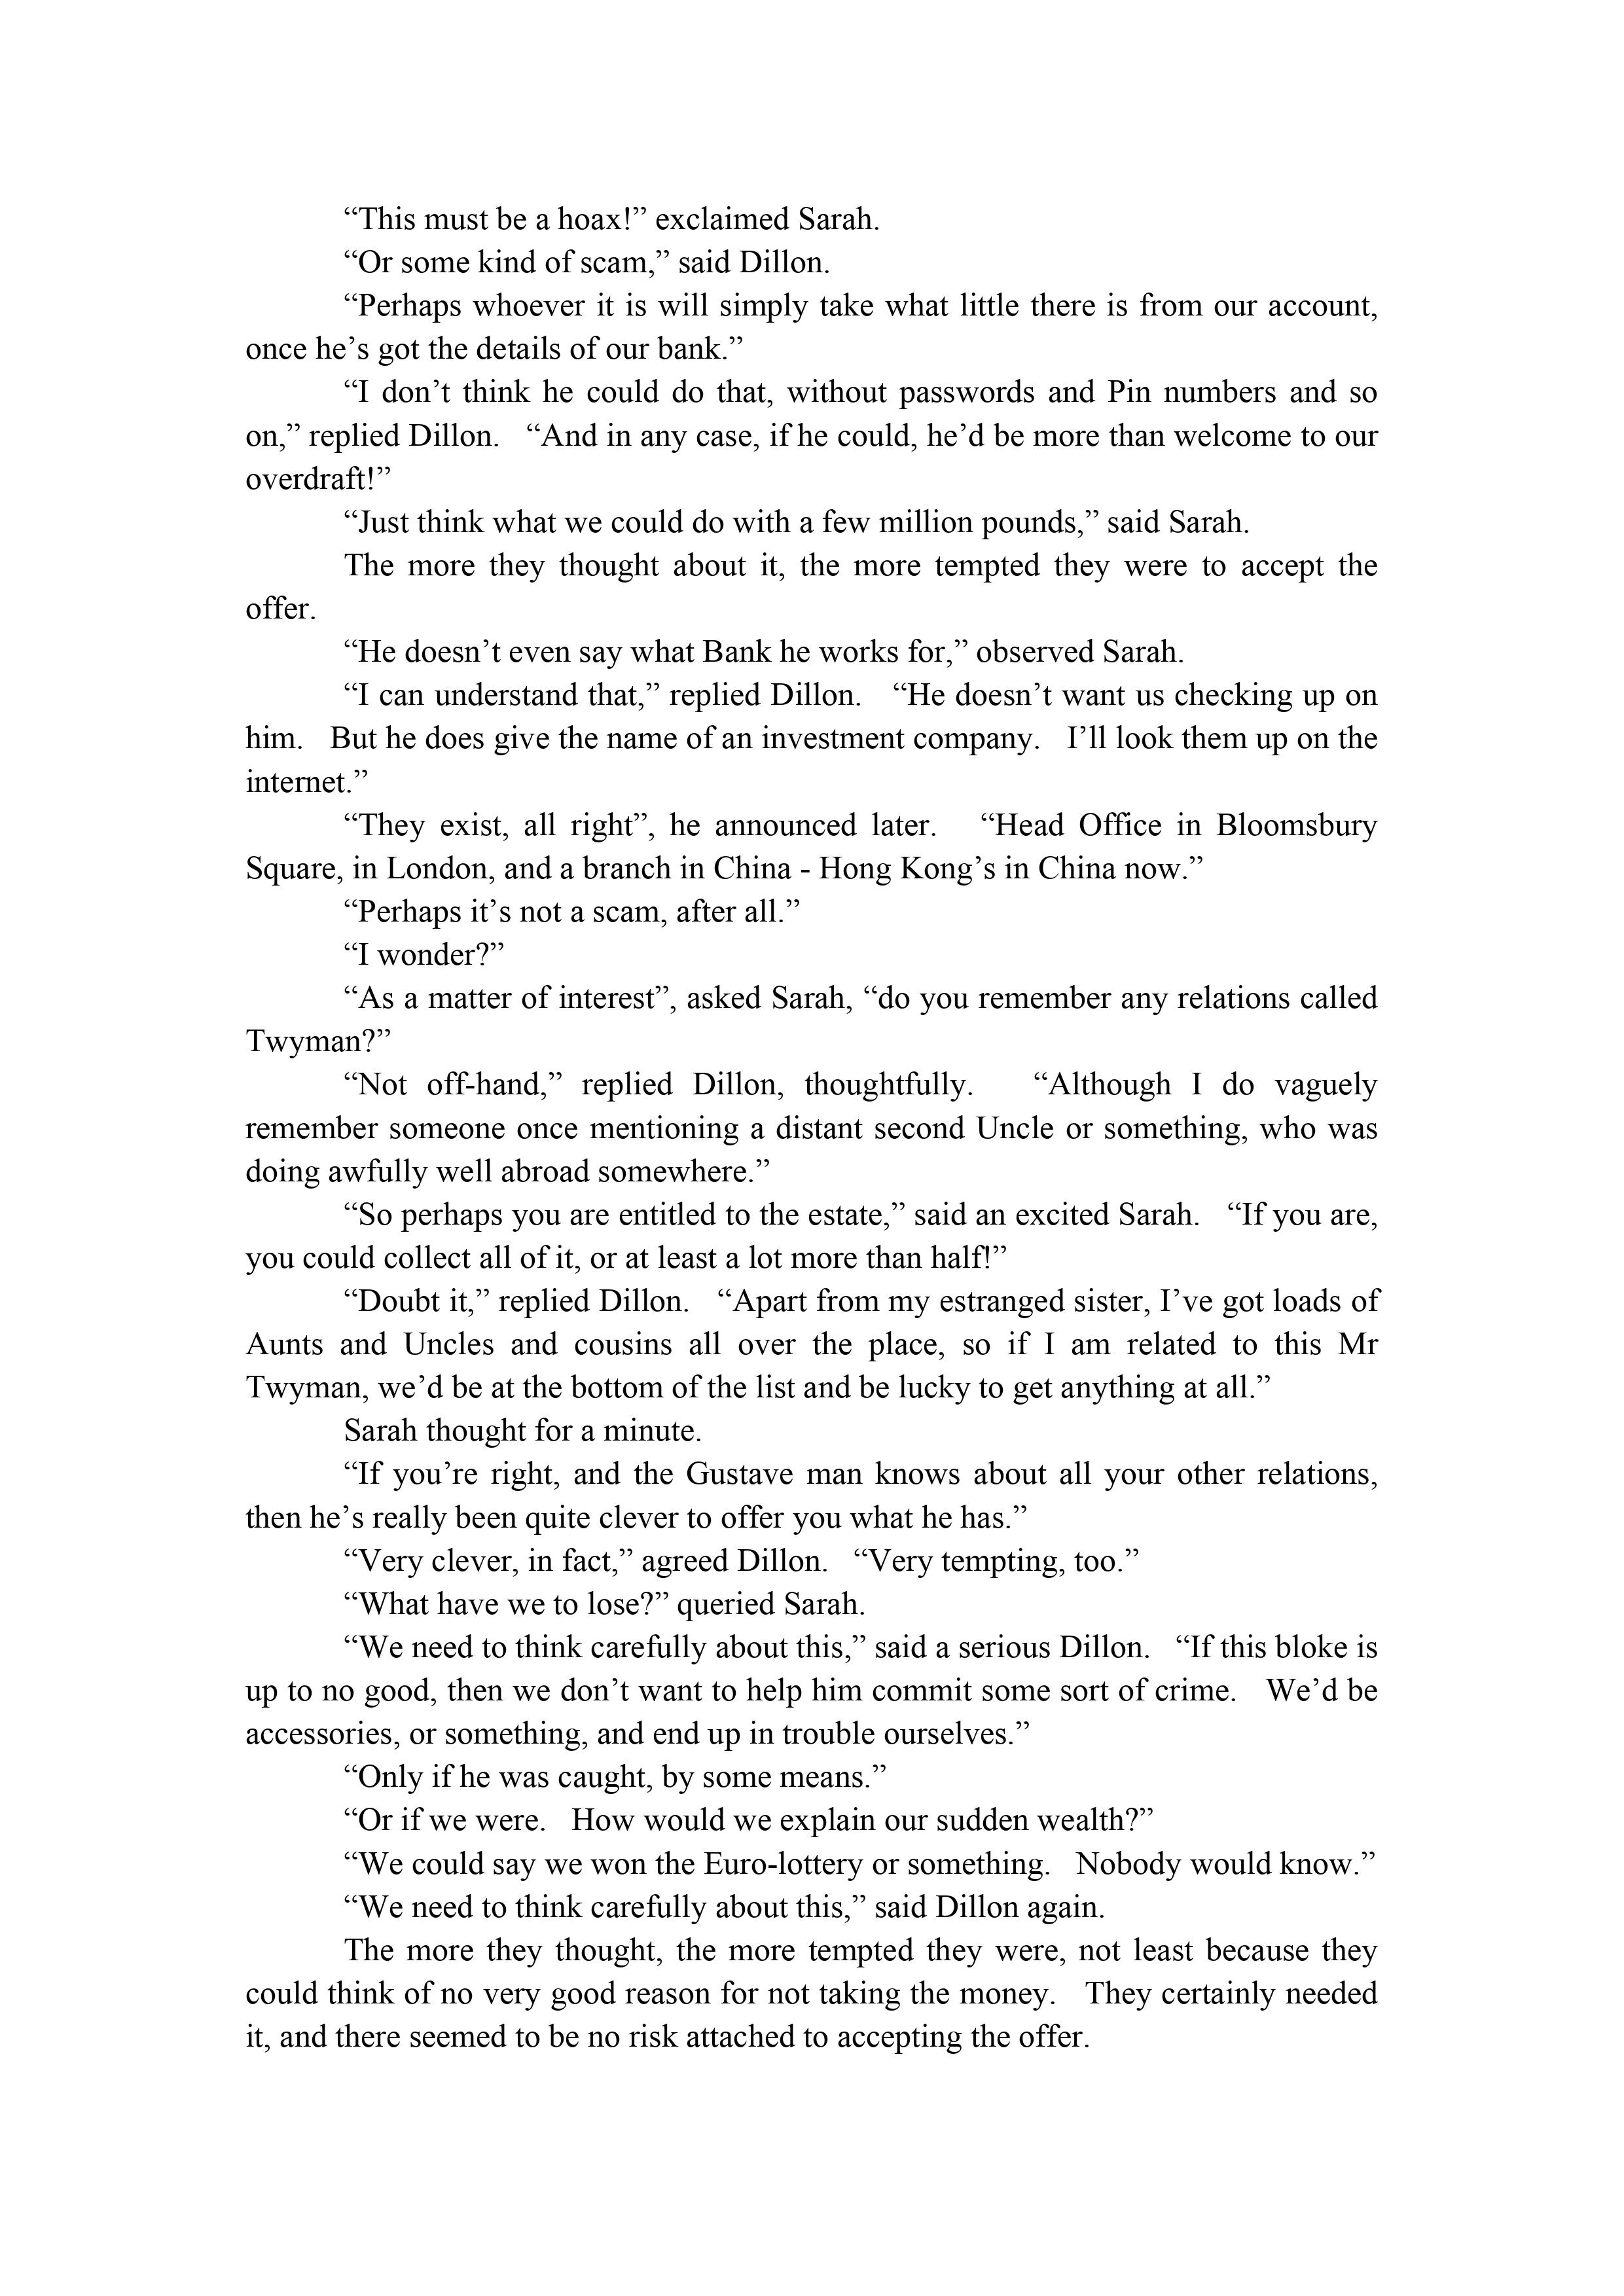 “This must be a hoax!” exclaimed Sarah.
“Or some kind of scam,” said Dillon.
“Perhaps whoever it is will simply take what little there is from our account,
once he’s got the details of our bank.”
“I don’t think he could do that, without passwords and Pin numbers and so
on,” replied Dillon.   “And in any case, if he could, he’d be more than welcome to our
overdraft!”
“Just think what we could do with a few million pounds,” said Sarah.
The more they thought about it, the more tempted they were to accept the
offer.
“He doesn’t even say what Bank he works for,” observed Sarah.
“I can understand that,” replied Dillon.   “He doesn’t want us checking up on
him.   But he does give the name of an investment company.   I’ll look them up on the
internet.”
“They exist, all right”, he announced later.   “Head Office in Bloomsbury
Square, in London, and a branch in China - Hong Kong’s in China now.”
“Perhaps it’s not a scam, after all.”
“I wonder?”
“As a matter of interest”, asked Sarah, “do you remember any relations called
Twyman?”
“Not off-hand,” replied Dillon, thoughtfully.   “Although I do vaguely
remember someone once mentioning a distant second Uncle or something, who was
doing awfully well abroad somewhere.”
“So perhaps you are entitled to the estate,” said an excited Sarah.   “If you are,
you could collect all of it, or at least a lot more than half!”
“Doubt it,” replied Dillon.   “Apart from my estranged sister, I’ve got loads of
Aunts and Uncles and cousins all over the place, so if I am related to this Mr
Twyman, we’d be at the bottom of the list and be lucky to get anything at all.”
Sarah thought for a minute.
“If you’re right, and the Gustave man knows about all your other relations,
then he’s really been quite clever to offer you what he has.”
“Very clever, in fact,” agreed Dillon.   “Very tempting, too.”
“What have we to lose?” queried Sarah.
“We need to think carefully about this,” said a serious Dillon.   “If this bloke is
up to no good, then we don’t want to help him commit some sort of crime.   We’d be
accessories, or something, and end up in trouble ourselves.”
“Only if he was caught, by some means.”
“Or if we were.   How would we explain our sudden wealth?”
“We could say we won the Euro-lottery or something.   Nobody would know.”
“We need to think carefully about this,” said Dillon again.
The more they thought, the more tempted they were, not least because they
could think of no very good reason for not taking the money.   They certainly needed
it, and there seemed to be no risk attached to accepting the offer.